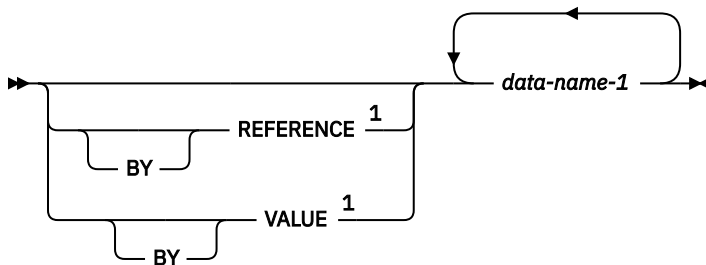 data-name-1
REFERENCE 1
BY
VALUE 1
BY